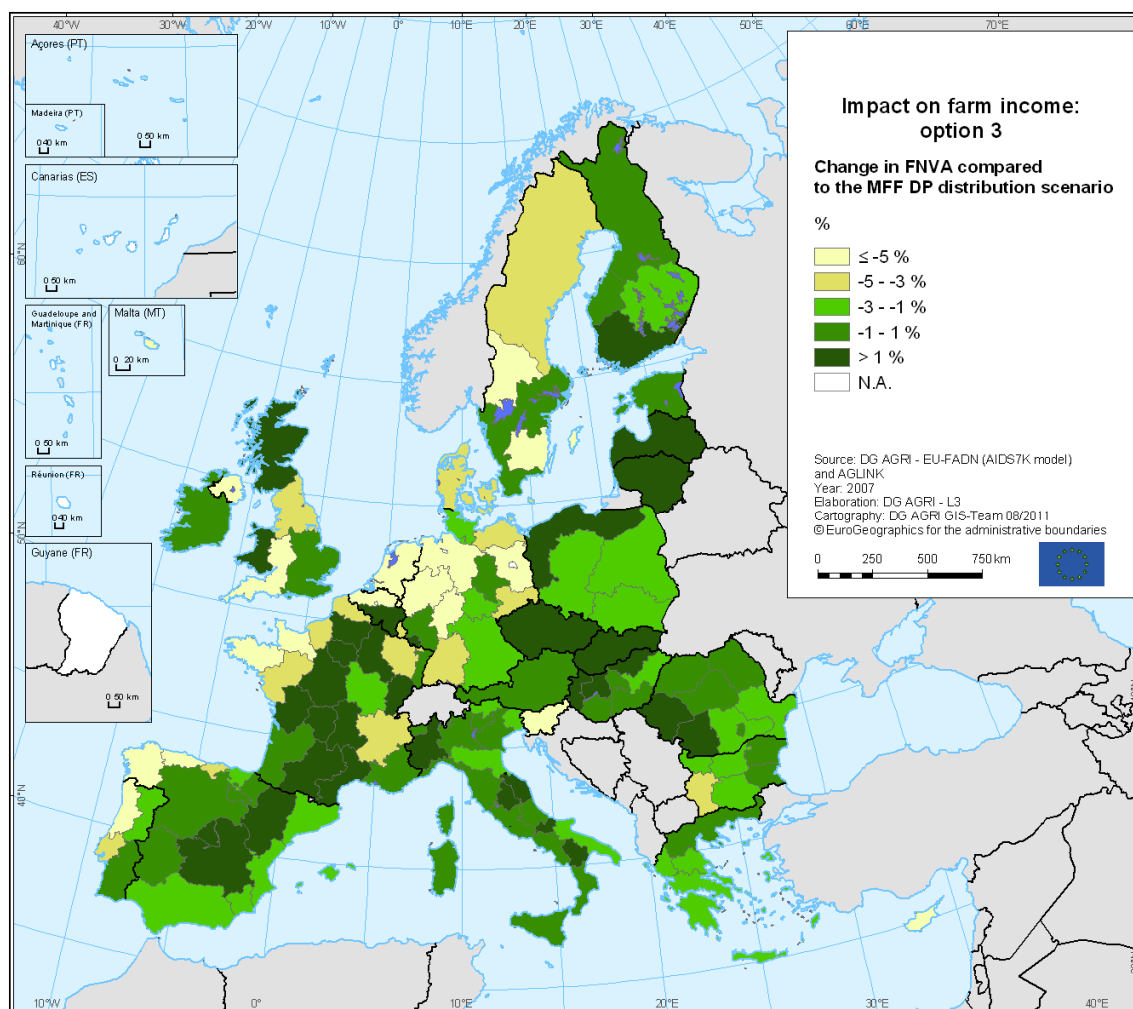 40°W
30°W
20°W
10°W
0°
10°E
20°E
30°E
40°E
50°E
60°E
70°E
Açores (PT)
Madeira (PT)
0 40 km
0 50 km
Canarias (ES)
0 50 km
Guadeloupe and
Martinique (FR)
0 50 km
Malta (MT)
0 20 km
Réunion (FR)
0 40 km
Guyane (FR)
0 50 km
60°N
50°N
40°N
Impact on farm income:
option 3
Change in FNVA compared
to the MFF DP distribution scenario
%
≤ -5 %
-5 - -3 %
-3 - -1 %
-1 - 1 %
> 1 %
N.A.
Source: DG AGRI - EU-FADN (AIDS7K model)
and AGLINK
Year: 2007
Elaboration: DG AGRI - L3
Cartography: DG AGRI GIS-Team 08/2011
© EuroGeographics for the administrative boundaries
0 250 500 750 km
10°W
0°
10°E
20°E
30°E
40°E